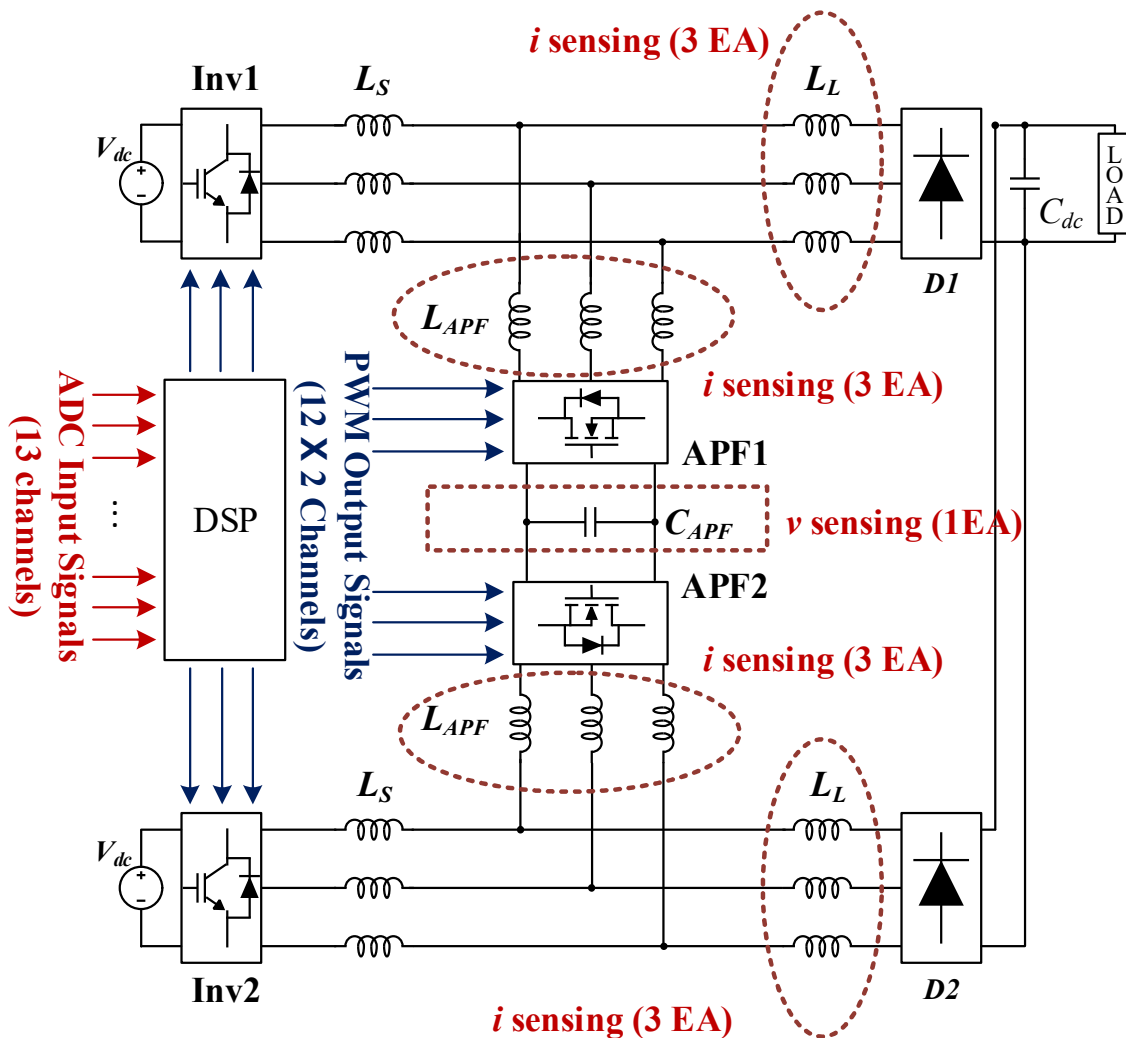 i sensing (3 EA)
Inv1
L_S
L_L
V_dc
C_dc
LOAD
D1
L_APF
i sensing (3 EA)
ADC Input Signals
(13 channels)
...
DSP
PWM Output Signals
(12 X 2 Channels)
APF1
C_APF
v sensing (1EA)
APF2
i sensing (3 EA)
L_APF
L_S
L_L
V_dc
Inv2
D2
i sensing (3 EA)